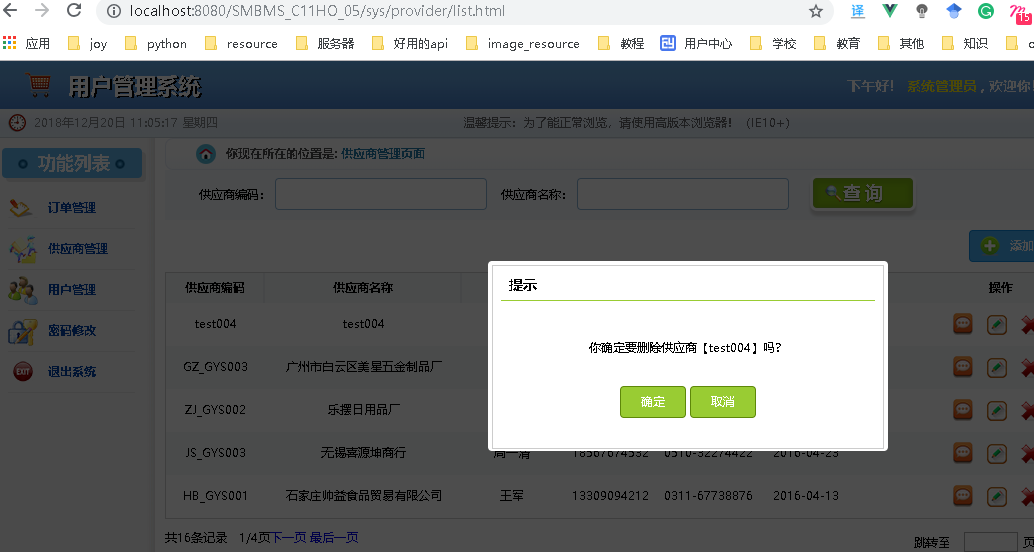 localhost:8080/SMBMS_C11HO_05/sys/provider/list.html
译 15
应用 joy python resource 服务器 好用的api image_resource 教程 用户中心 学校 教育 其他 知识
用户管理系统
下午好! 系统管理员, 欢迎你!
2018年12月20日 11:05:17 星期四 温馨提示: 为了能正常浏览, 请使用高版本浏览器! (IE10+)
功能列表
你现在所在的位置是: 供应商管理页面
供应商编码: 供应商名称: 查询
订单管理
供应商管理
添加
用户管理
密码修改
EXIT 退出系统
供应商编码 供应商名称 操作
提示
test004 test004
你确定要删除供应商【test004】吗?
GZ_GYS003 广州市白云区美星五金制品厂
确定 取消
ZJ_GYS002 乐摆日用品厂
JS_GYS003 无锡喜源坤商行 周一清 18567674532 0510-32274422 2016-04-23
HB_GYS001 石家庄帅益食品贸易有限公司 王军 13309094212 0311-67738876 2016-04-13
共16条记录 1/4页 下一页 最后一页 跳转至 页